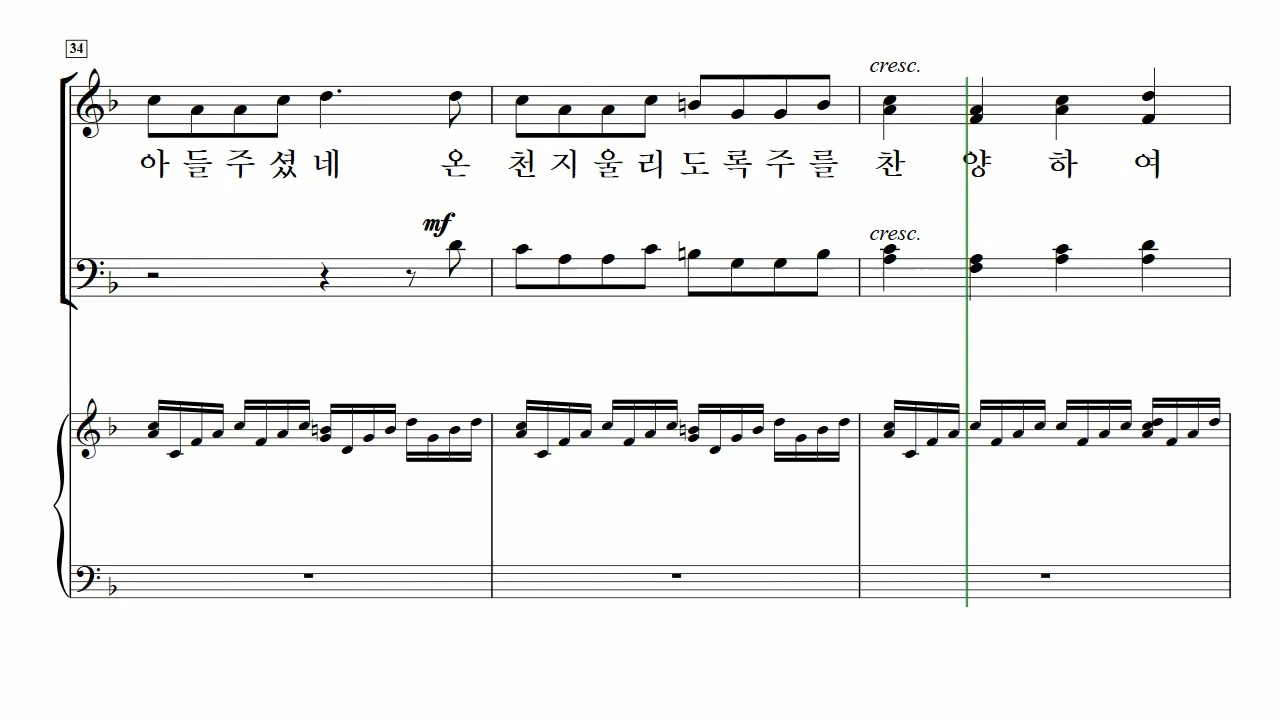 34
cresc.
아 들 주 셨 네 온 천 지 울 리 도 록 주 를 찬 양 하 여
mf
cresc.